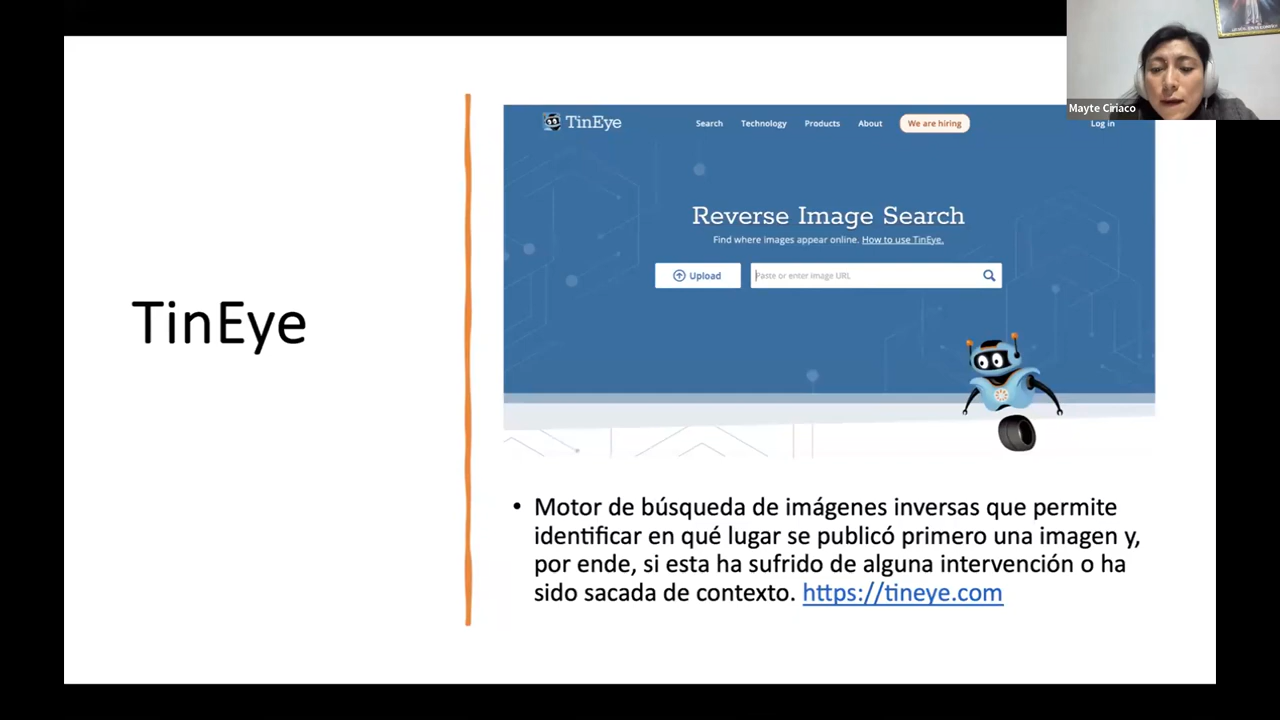 Mayte Ciriaco
TinEye
Search Technology Products About We are hiring Log in
Reverse Image Search
Find where images appear online. How to use TinEye.
Upload Paste or enter image URL
TinEye
• Motor de búsqueda de imágenes inversas que permite
identificar en qué lugar se publicó primero una imagen y,
por ende, si esta ha sufrido de alguna intervención o ha
sido sacada de contexto. https://tineye.com